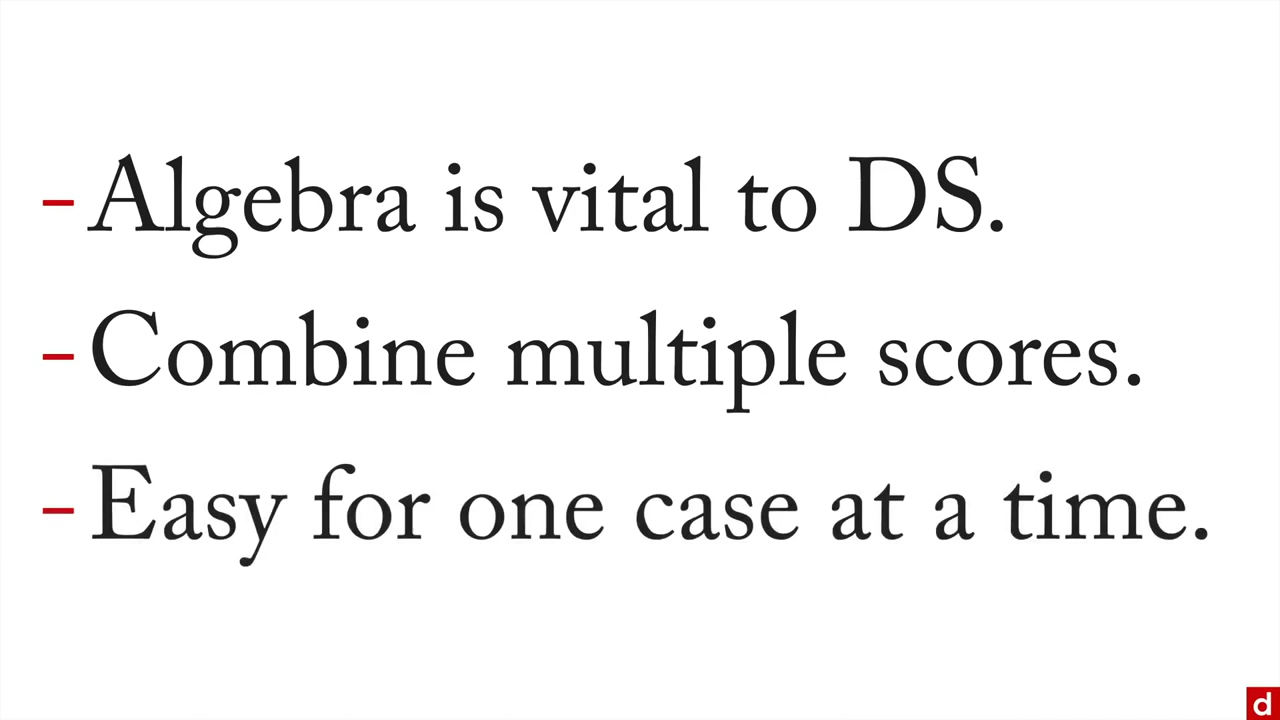 – Algebra is vital to DS.
– Combine multiple scores.
– Easy for one case at a time.
d